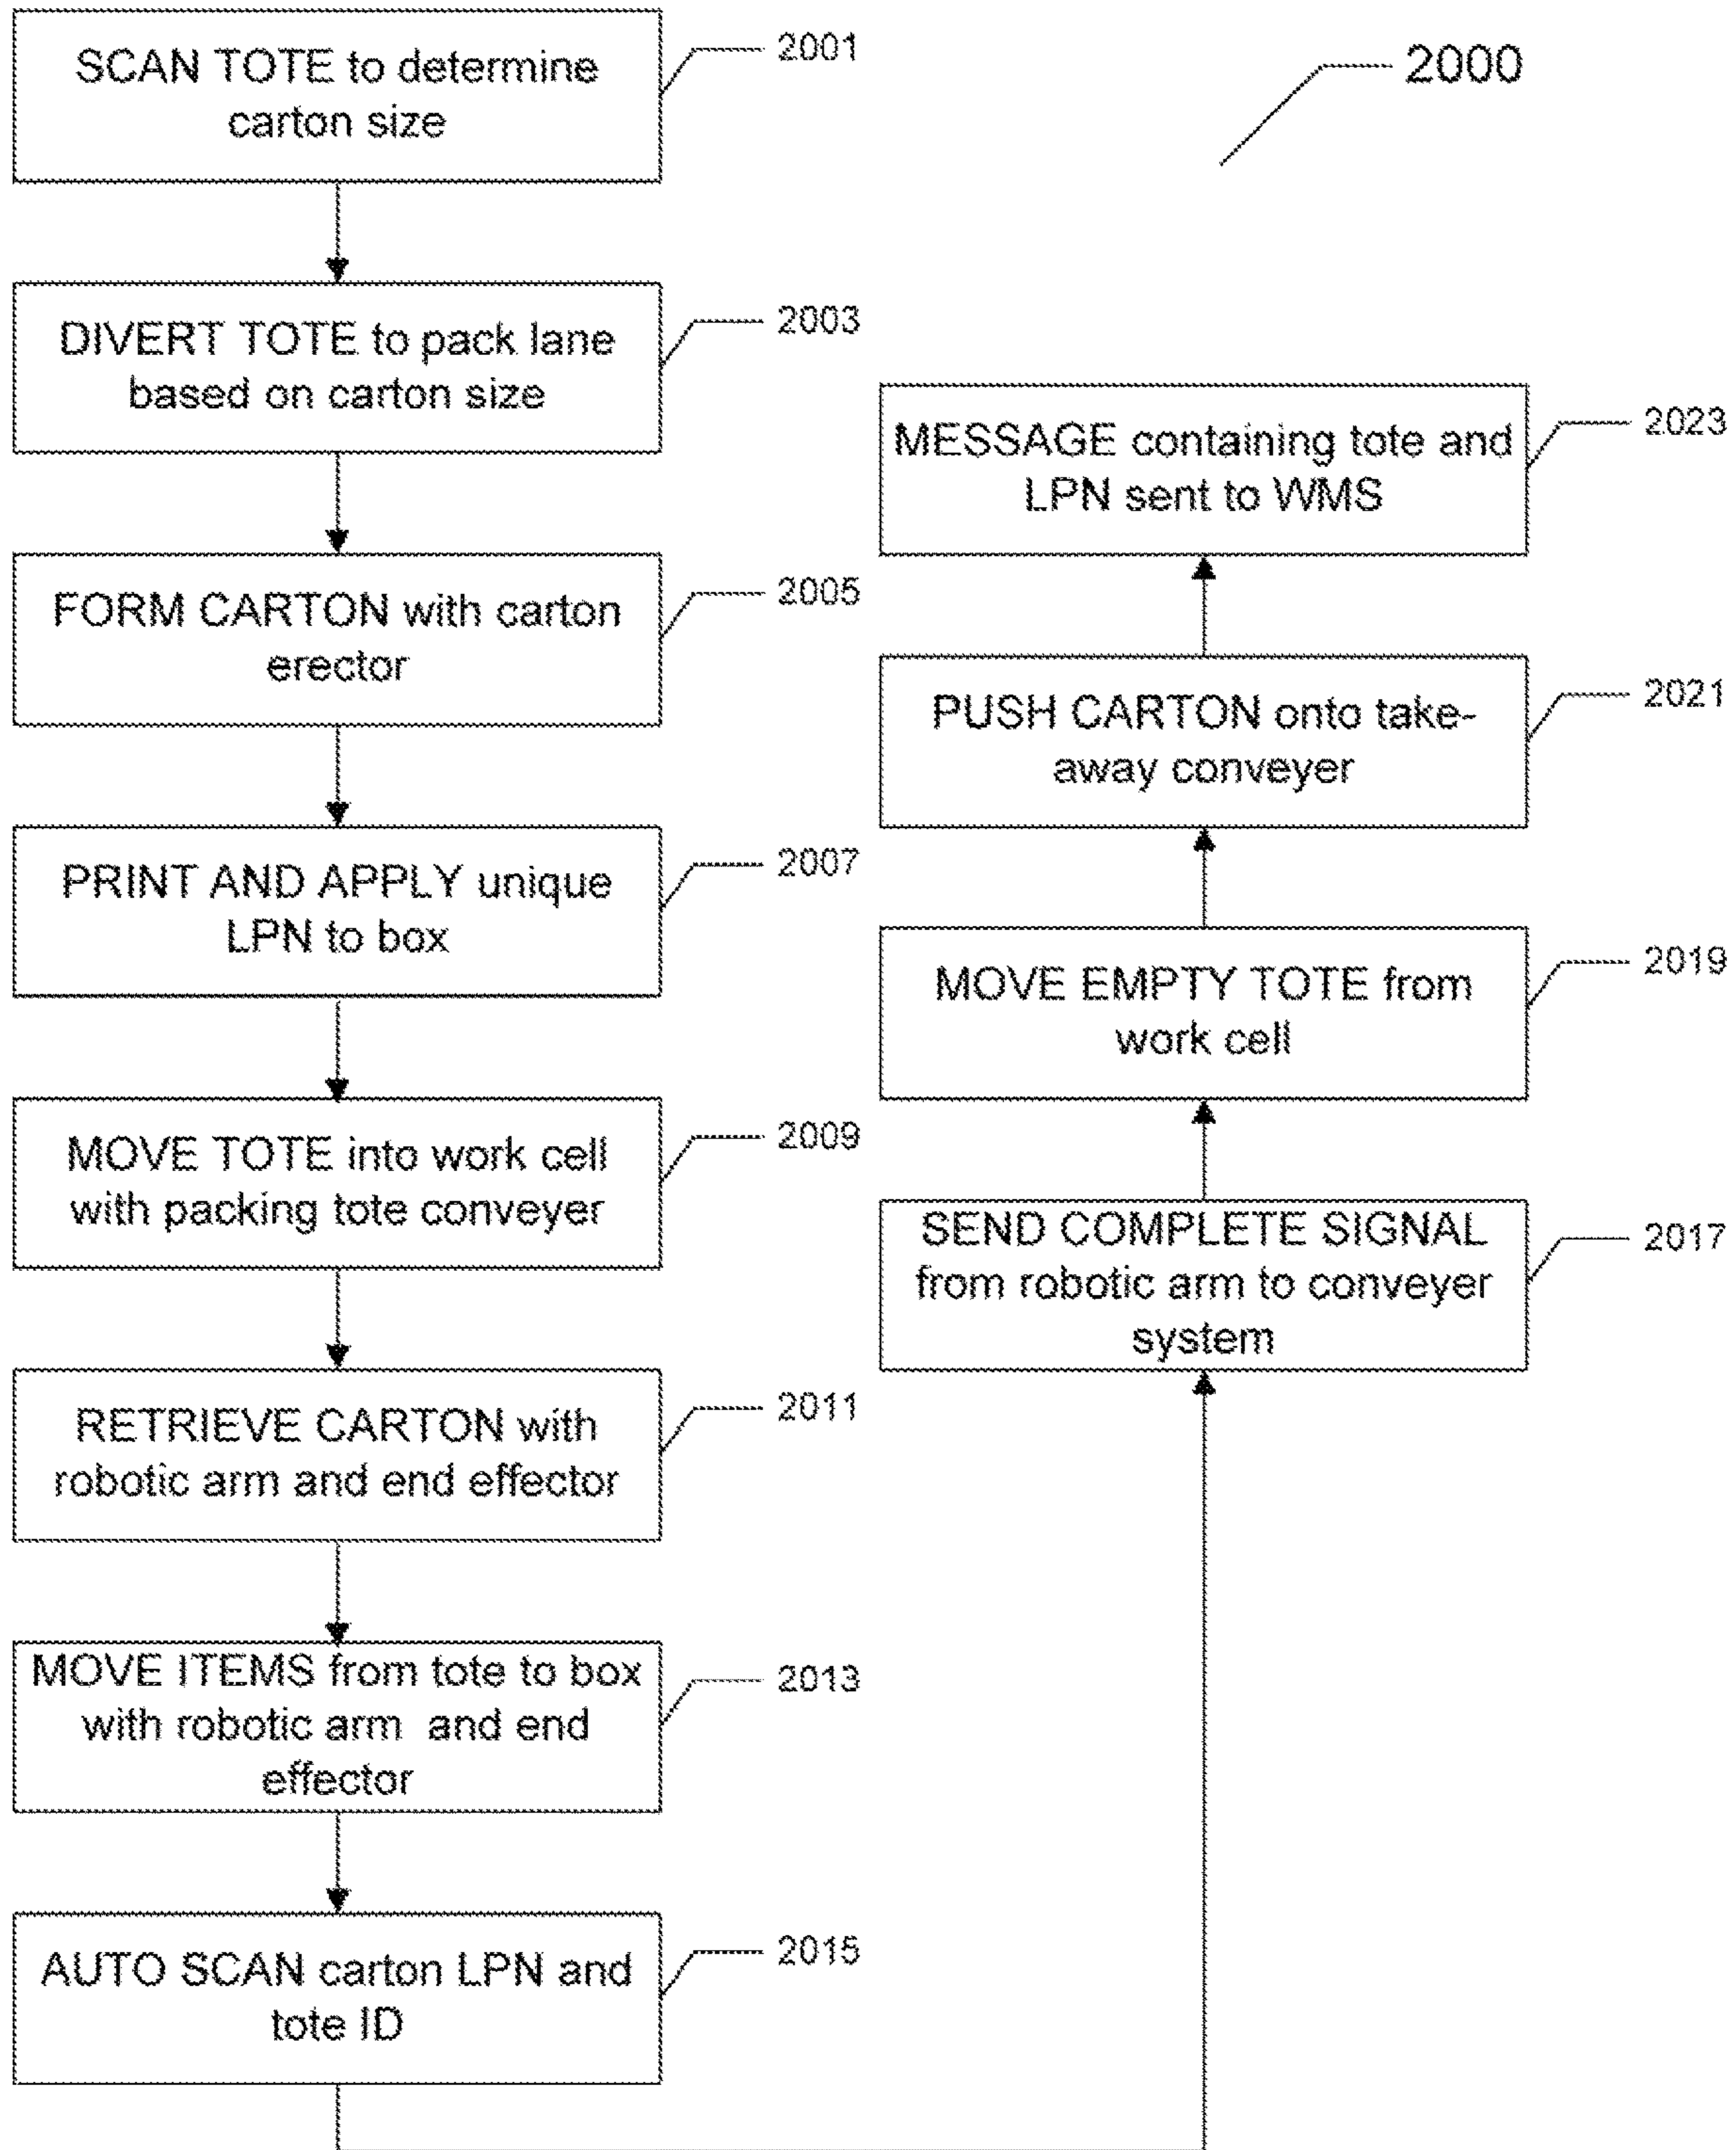 SCAN TOTE to determine
carton size
2001
2000
DIVERT TOTE to pack lane
based on carton size
2003
FORM CARTON with carton
erector
2005
PRINT AND APPLY unique
LPN to box
2007
MOVE TOTE into work cell
with packing tote conveyer
2009
RETRIEVE CARTON with
robotic arm and end effector
2011
MOVE ITEMS from tote to box
with robotic arm and end
effector
2013
AUTO SCAN carton LPN and
tote ID
2015
SEND COMPLETE SIGNAL
from robotic arm to conveyer
system
2017
MOVE EMPTY TOTE from
work cell
2019
PUSH CARTON onto take-
away conveyer
2021
MESSAGE containing tote and
LPN sent to WMS
2023